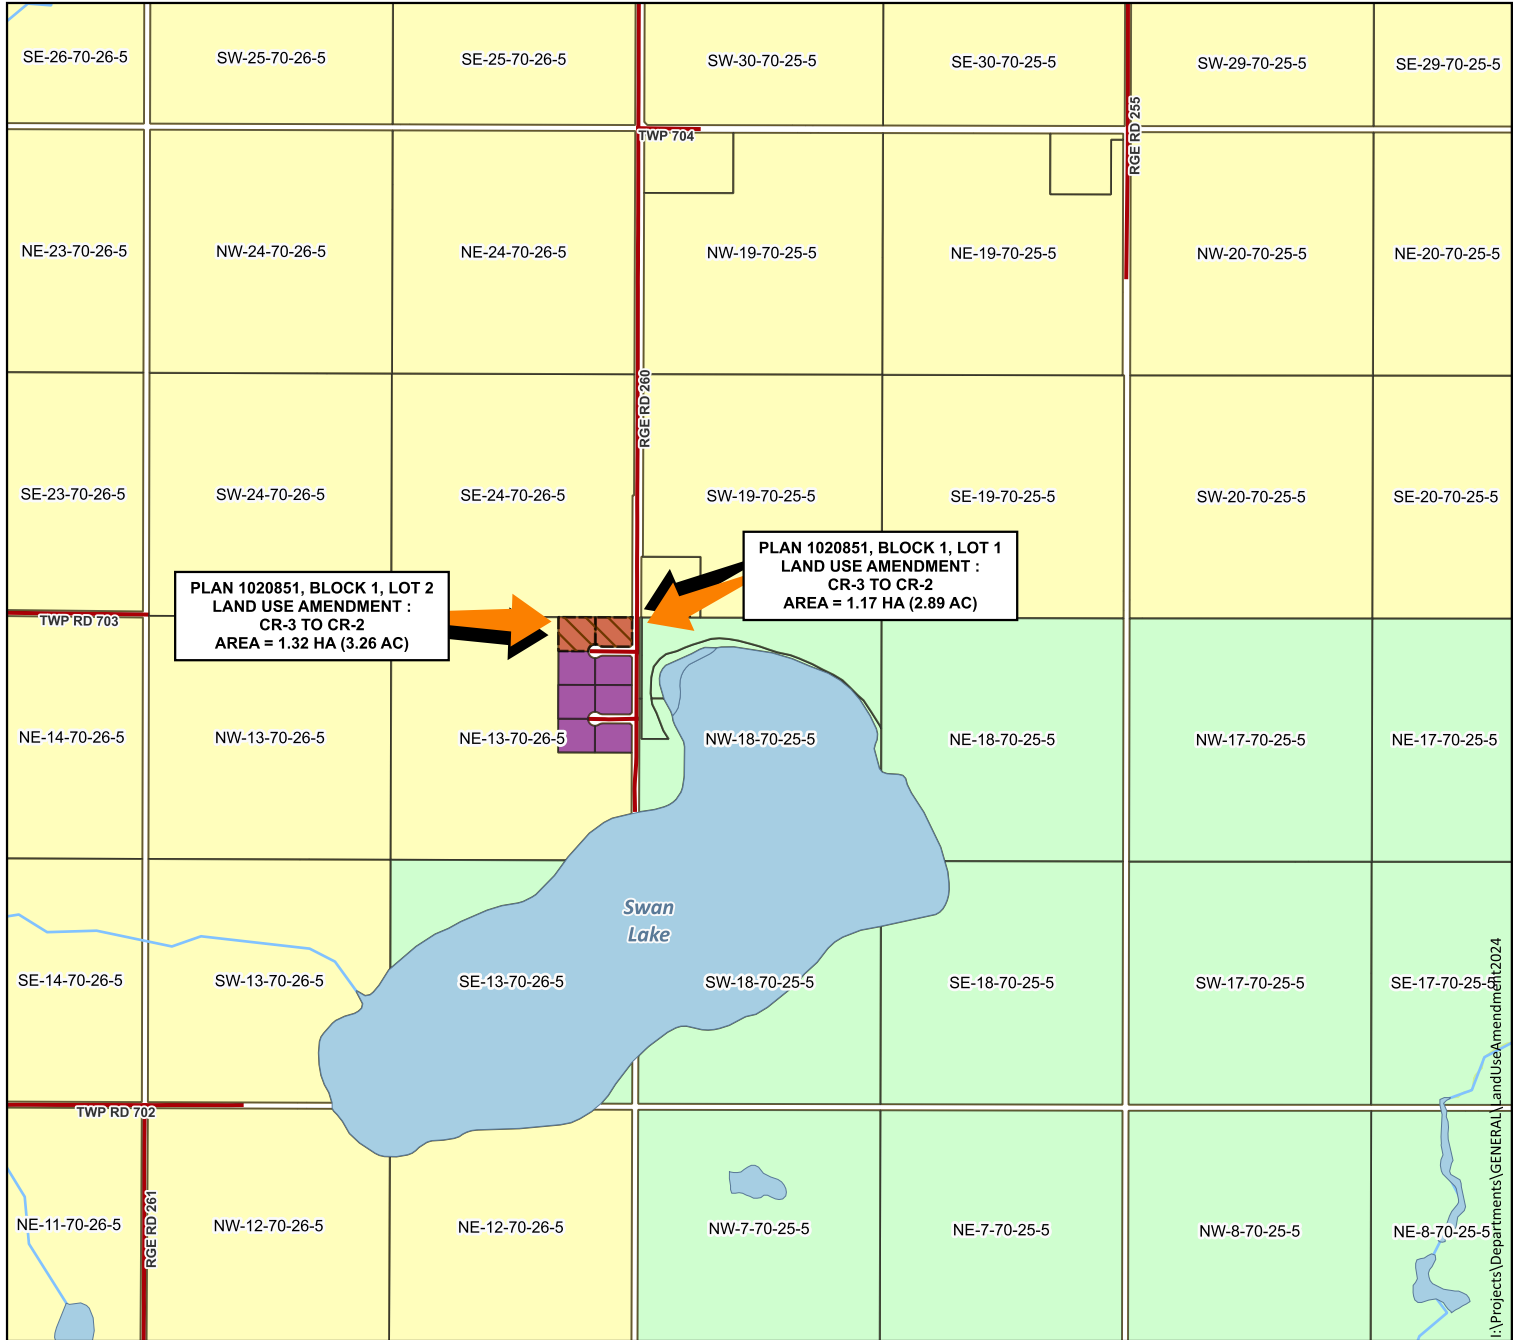 SE-26-70-26-5
SW-25-70-26-5
SE-25-70-26-5
SW-30-70-25-5
SE-30-70-25-5
SW-29-70-25-5
SE-29-70-25-5
TWP 704
RGE RD 255
NE-23-70-26-5
NW-24-70-26-5
NE-24-70-26-5
NW-19-70-25-5
NE-19-70-25-5
NW-20-70-25-5
NE-20-70-25-5
RGE RD 260
SE-23-70-26-5
SW-24-70-26-5
SE-24-70-26-5
SW-19-70-25-5
SE-19-70-25-5
SW-20-70-25-5
SE-20-70-25-5
PLAN 1020851, BLOCK 1, LOT 1
LAND USE AMENDMENT :
CR-3 TO CR-2
AREA = 1.17 HA (2.89 AC)
PLAN 1020851, BLOCK 1, LOT 2
LAND USE AMENDMENT :
CR-3 TO CR-2
AREA = 1.32 HA (3.26 AC)
TWP RD 703
NE-14-70-26-5
NW-13-70-26-5
NE-13-70-26-5
NW-18-70-25-5
NE-18-70-25-5
NW-17-70-25-5
NE-17-70-25-5
Swan
Lake
SE-14-70-26-5
SW-13-70-26-5
SE-13-70-26-5
SW-18-70-25-5
SE-18-70-25-5
SW-17-70-25-5
SE-17-70-25-5
TWP RD 702
RGE RD 261
NE-11-70-26-5
NW-12-70-26-5
NE-12-70-26-5
NW-7-70-25-5
NE-7-70-25-5
NW-8-70-25-5
NE-8-70-25-5
I:\Projects\Departments\GENERAL\LandUseAmendment2024